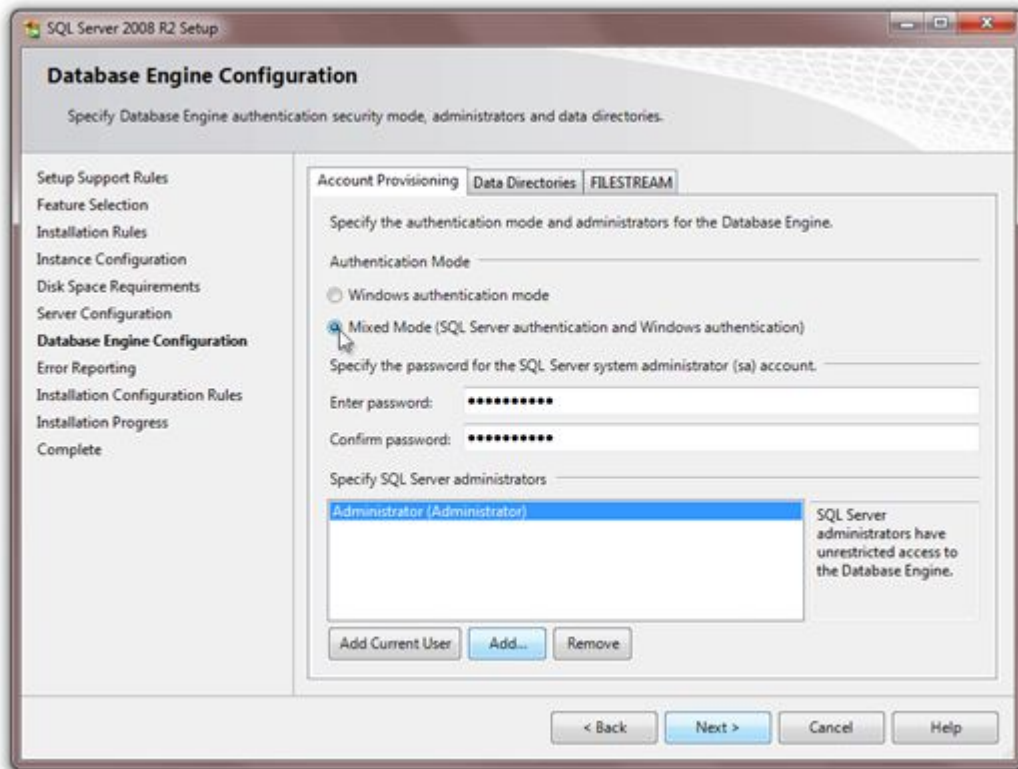 SQL Server 2008 R2 Setup
Database Engine Configuration
Specify Database Engine authentication security mode, administrators and data directories.
Setup Support Rules
Feature Selection
Installation Rules
Instance Configuration
Disk Space Requirements
Server Configuration
Database Engine Configuration
Error Reporting
Installation Configuration Rules
Installation Progress
Complete
Account Provisioning Data Directories FILESTREAM
Specify the authentication mode and administrators for the Database Engine.
Authentication Mode
Windows authentication mode
Mixed Mode (SQL Server authentication and Windows authentication)
Specify the password for the SQL Server system administrator (sa) account.
Enter password: ●●●●●●●●●●
Confirm password: ●●●●●●●●●●
Specify SQL Server administrators
Administrator (Administrator)
SQL Server
administrators have
unrestricted access to
the Database Engine.
Add Current User Add... Remove
< Back Next > Cancel Help